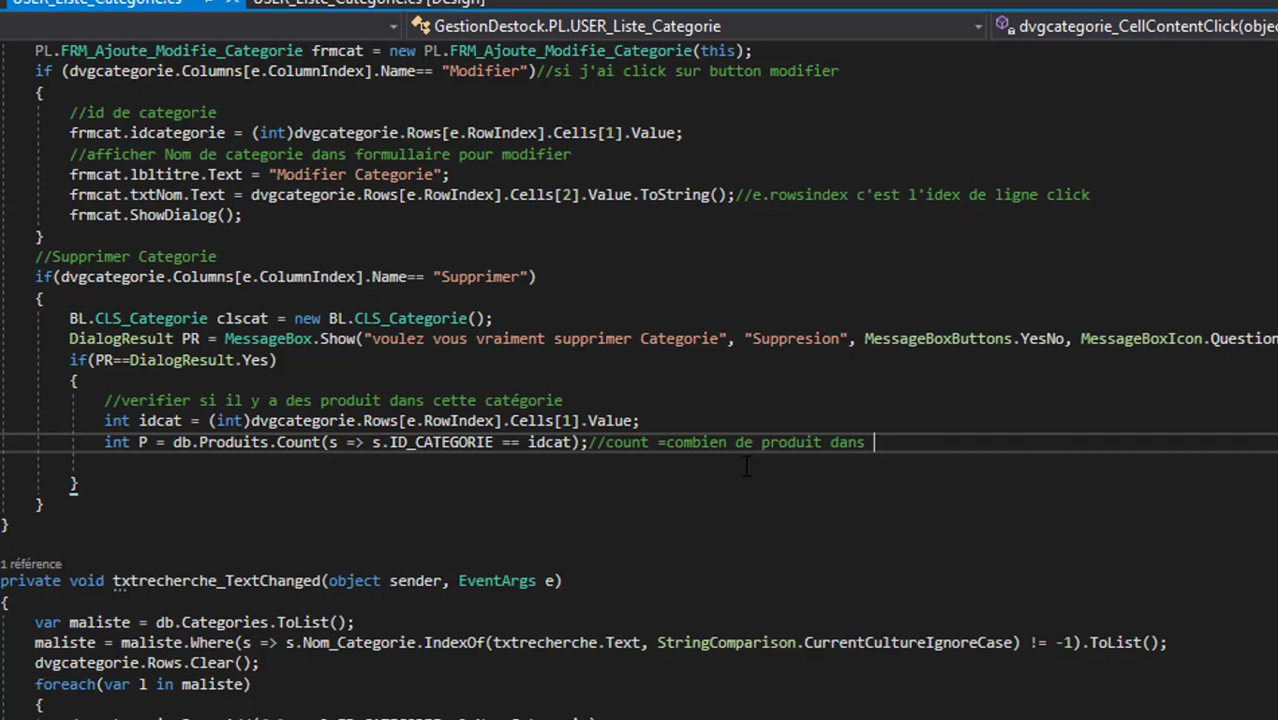 USER_Liste_Categorie.cs USER_Liste_Categorie.cs [Design]
GestionDestock.PL.USER_Liste_Categorie dvgcategorie_CellContentClick(objec
PL.FRM_Ajoute_Modifie_Categorie frmcat = new PL.FRM_Ajoute_Modifie_Categorie(this);
if (dvgcategorie.Columns[e.ColumnIndex].Name== "Modifier")//si j'ai click sur button modifier
{
//id de categorie
frmcat.idcategorie = (int)dvgcategorie.Rows[e.RowIndex].Cells[1].Value;
//afficher Nom de categorie dans formullaire pour modifier
frmcat.lbltitre.Text = "Modifier Categorie";
frmcat.txtNom.Text = dvgcategorie.Rows[e.RowIndex].Cells[2].Value.ToString();//e.rowsindex c'est l'idex de ligne click
frmcat.ShowDialog();
}
//Supprimer Categorie
if(dvgcategorie.Columns[e.ColumnIndex].Name== "Supprimer")
{
BL.CLS_Categorie clscat = new BL.CLS_Categorie();
DialogResult PR = MessageBox.Show("voulez vous vraiment supprimer Categorie", "Suppresion", MessageBoxButtons.YesNo, MessageBoxIcon.Question
if(PR==DialogResult.Yes)
{
//verifier si il y a des produit dans cette catégorie
int idcat = (int)dvgcategorie.Rows[e.RowIndex].Cells[1].Value;
int P = db.Produits.Count(s => s.ID_CATEGORIE == idcat);//count =combien de produit dans
}
}
}
1 référence
private void txtrecherche_TextChanged(object sender, EventArgs e)
{
var maliste = db.Categories.ToList();
maliste = maliste.Where(s => s.Nom_Categorie.IndexOf(txtrecherche.Text, StringComparison.CurrentCultureIgnoreCase) != -1).ToList();
dvgcategorie.Rows.Clear();
foreach(var l in maliste)
{